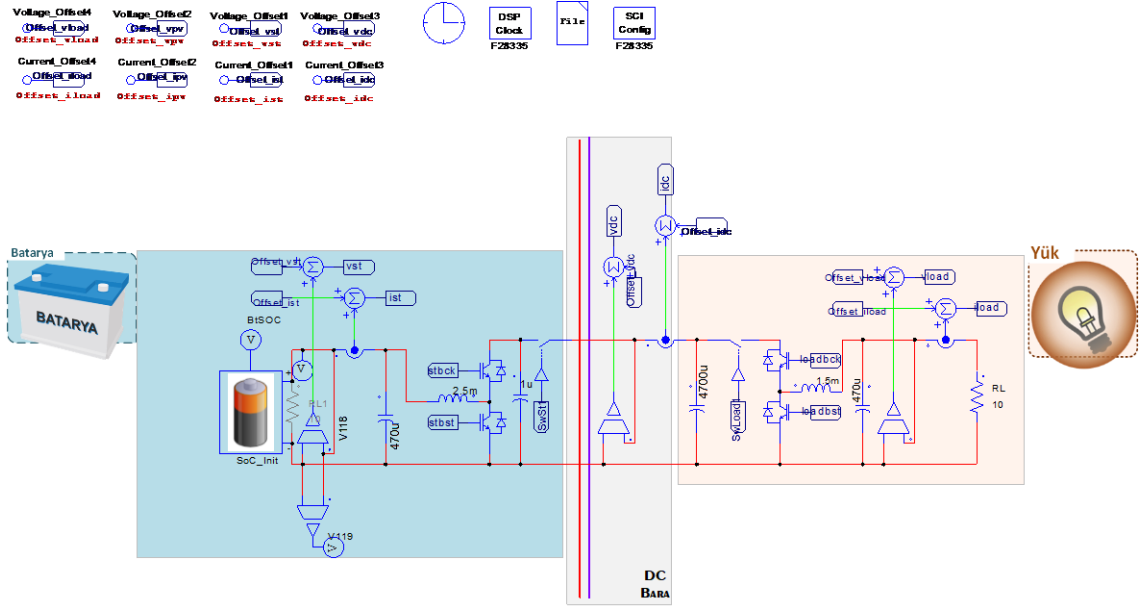 Voltage_Offset4
Offset_vload
Offset_vload
Voltage_Offset2
Offset_vpv
Offset_vpv
Voltage_Offset1
Offset_vst
Offset_vst
Voltage_Offset3
Offset_vdc
Offset_vdc
Current_Offset4
Offset_iload
Offset_iload
Current_Offset2
Offset_ipv
Offset_ipv
Current_Offset1
Offset_ist
Offset_ist
Current_Offset3
Offset_idc
Offset_idc
DSP
Clock
F28335
File
SCI
Config
F28335
Batarya
BATARYA
Offset_vst
vst
Offset_ist
ist
BtSOC
V
V
RL1
10
SoC_Init
V118
470u
stbck
2.5m
stbst
1u
SwSt1
V119
V
idc
Offset_idc
vdc
Offset_vdc
DC
BARA
4700u
SwLoad1
loadbck
1.5m
loadbst
470u
Offset_vload
vload
Offset_iload
iload
RL
10
Yük